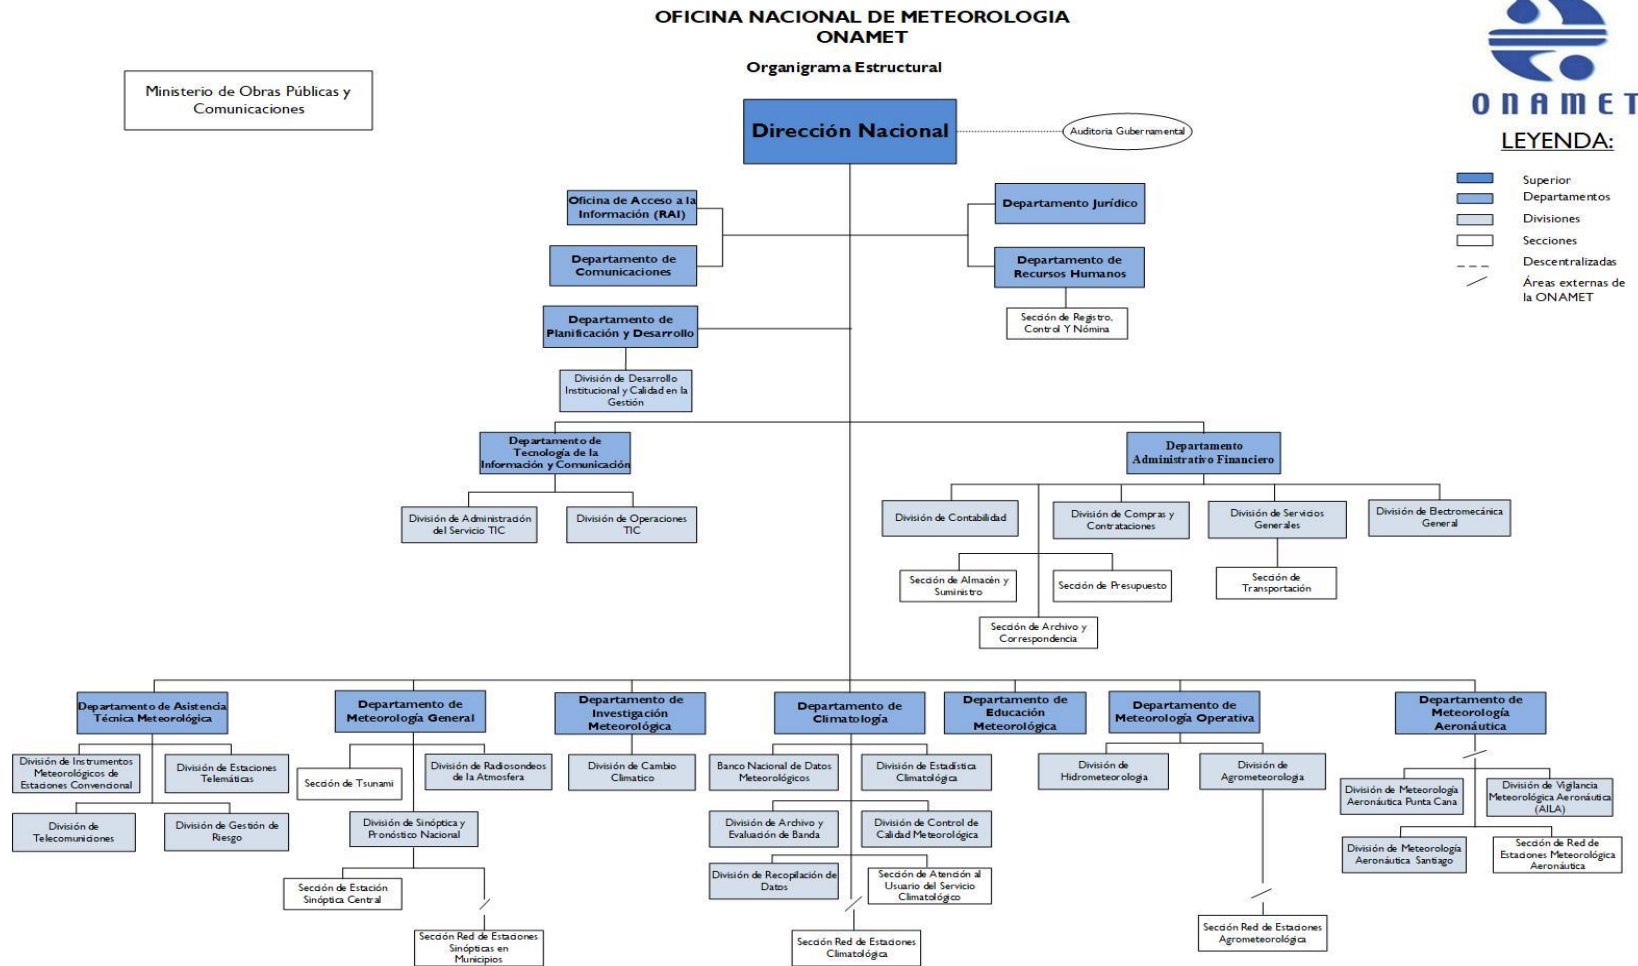 OFICINA NACIONAL DE METEOROLOGIA
ONAMET
Organigrama Estructural
ONAMET
Ministerio de Obras Públicas y
Comunicaciones
Dirección Nacional
Auditoria Gubernamental
LEYENDA:
Superior
Departamentos
Divisiones
Secciones
Descentralizadas
Áreas externas de
la ONAMET
Oficina de Acceso a la
Información (RAI)
Departamento Jurídico
Departamento de
Comunicaciones
Departamento de
Recursos Humanos
Sección de Registro,
Control Y Nómina
Departamento de
Planificación y Desarrollo
División de Desarrollo
Institucional y Calidad en la
Gestión
Departamento de
Tecnología de la
Información y Comunicación
Departamento
Administrativo Financiero
División de Administración
del Servicio TIC
División de Operaciones
TIC
División de Contabilidad
División de Compras y
Contrataciones
División de Servicios
Generales
División de Electromecánica
General
Sección de Almacén y
Suministro
Sección de Presupuesto
Sección de
Transportación
Sección de Archivo y
Correspondencia
Departamento de Asistencia
Técnica Meteorológica
Departamento de
Meteorología General
Departamento de
Investigación
Meteorológica
Departamento de
Climatología
Departamento de
Educación
Meteorológica
Departamento de
Meteorología Operativa
Departamento de
Meteorología
Aeronáutica
División de Instrumentos
Meteorológicos de
Estaciones Convencional
División de Estaciones
Telemáticas
Sección de Tsunami
División de Radiosondeos
de la Atmosfera
División de Cambio
Climatico
Banco Nacional de Datos
Meteorológicos
División de Estadística
Climatológica
División de
Hidrometeorologia
División de
Agrometeorologia
División de Meteorología
Aeronáutica Punta Cana
División de Vigilancia
Meteorológica Aeronáutica
(AILA)
División de
Telecomuniciones
División de Gestión de
Riesgo
División de Sinóptica y
Pronóstico Nacional
División de Archivo y
Evaluación de Banda
División de Control de
Calidad Meteorológica
División de Meteorología
Aeronáutica Santiago
Sección de Red de
Estaciones Meteorológica
Aeronáutica
Sección de Estación
Sinóptica Central
División de Recopilación de
Datos
Sección de Atención al
Usuario del Servicio
Climatológico
Sección Red de Estaciones
Sinópticas en
Municipios
Sección Red de Estaciones
Climatológica
Sección Red de Estaciones
Agrometeorológica